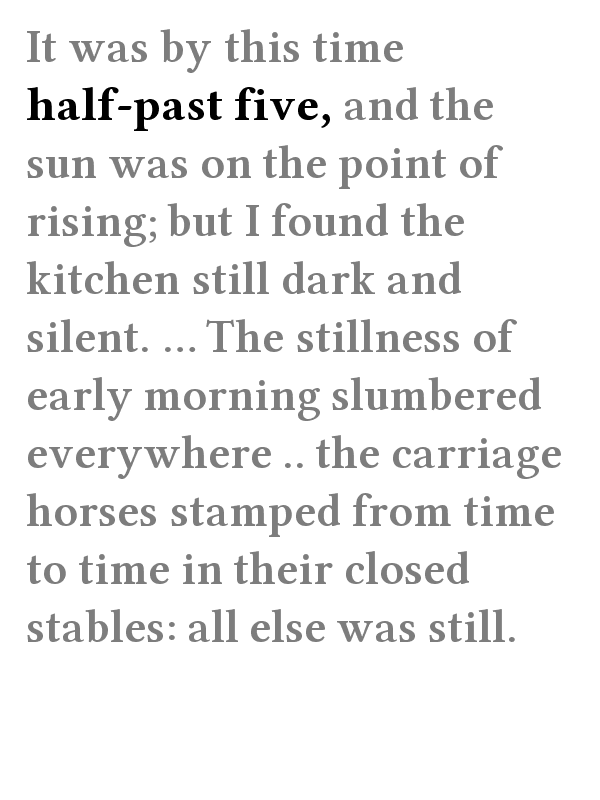 It was by this time
half-past five, and the
sun was on the point of
rising; but I found the
kitchen still dark and
silent. ... The stillness of
early morning slumbered
everywhere .. the carriage
horses stamped from time
to time in their closed
stables: all else was still.